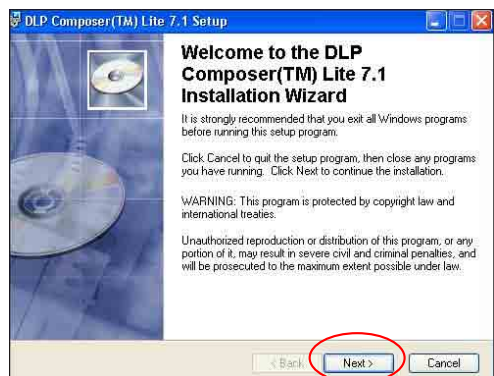 DLP Composer(TM) Lite 7.1 Setup
Welcome to the DLP
Composer(TM) Lite 7.1
Installation Wizard
It is strongly recommended that you exit all Windows programs
before running this setup program.
Click Cancel to quit the setup program, then close any programs
you have running. Click Next to continue the installation.
WARNING: This program is protected by copyright law and
international treaties.
Unauthorized reproduction or distribution of this program, or any
portion of it, may result in severe civil and criminal penalties, and
will be prosecuted to the maximum extent possible under law.
< Back Next > Cancel